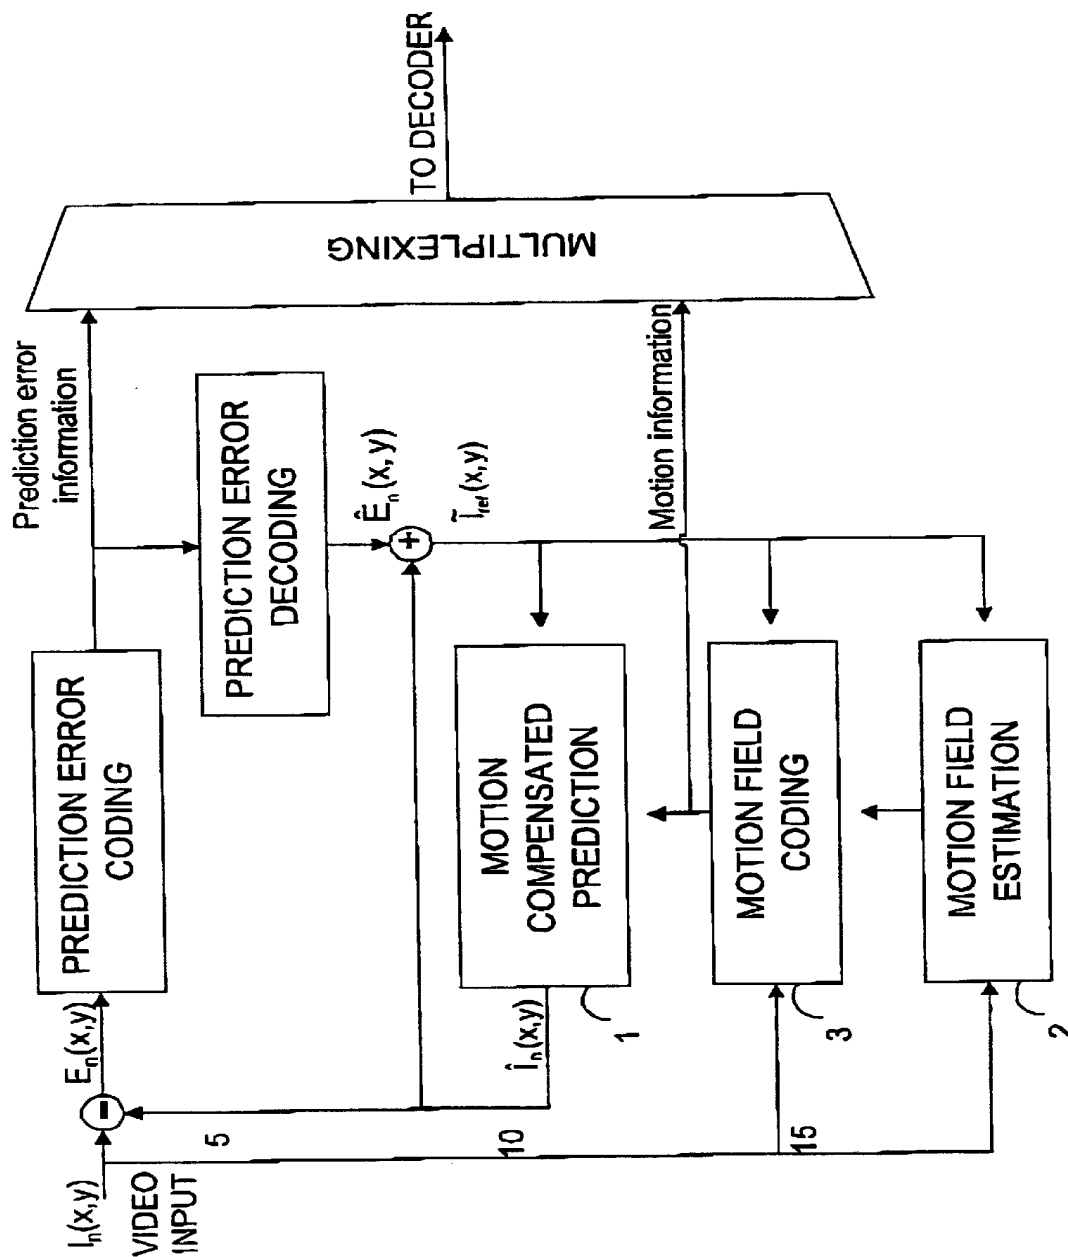 I_n(x,y)
VIDEO
INPUT
E_n(x,y)
PREDICTION ERROR
CODING
Prediction error
information
PREDICTION ERROR
DECODING
Ê_n(x,y)
Ĩ_ref(x,y)
−
+
5
10
15
MOTION
COMPENSATED
PREDICTION
Î_n(x,y)
1
MOTION FIELD
CODING
3
MOTION FIELD
ESTIMATION
2
Motion information
MULTIPLEXING
TO DECODER